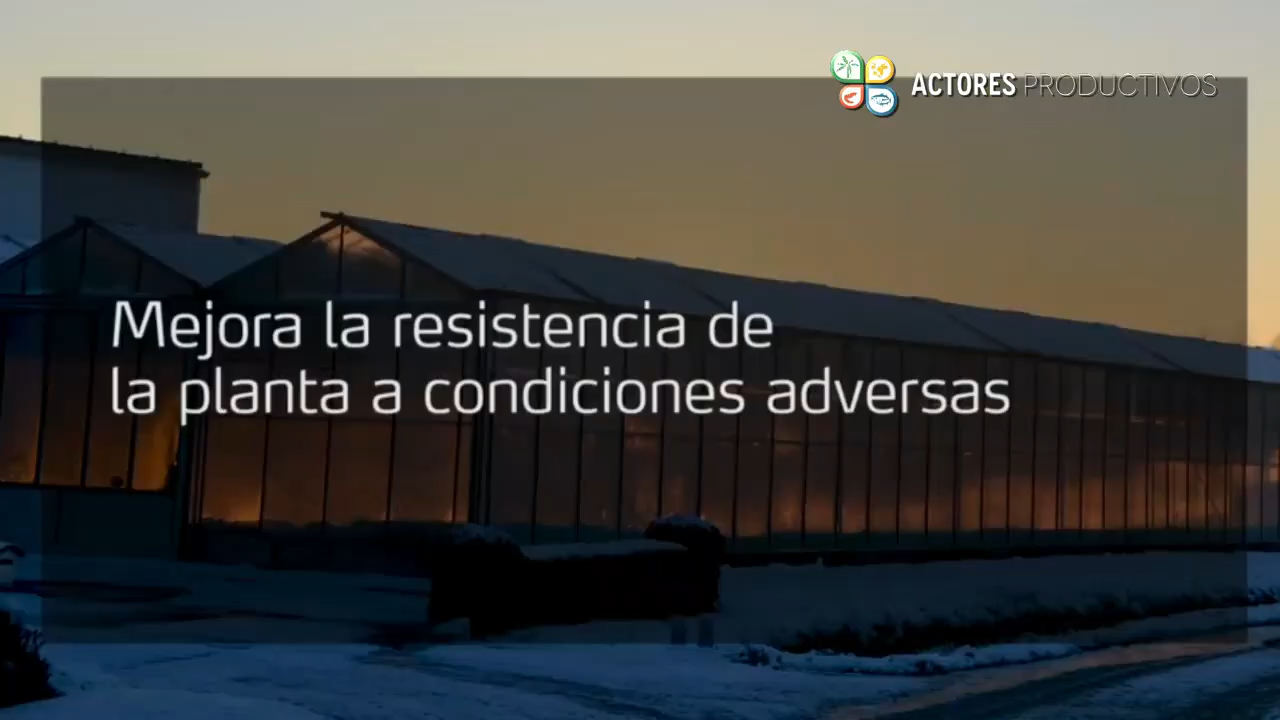 ACTORES PRODUCTIVOS
Mejora la resistencia de
la planta a condiciones adversas